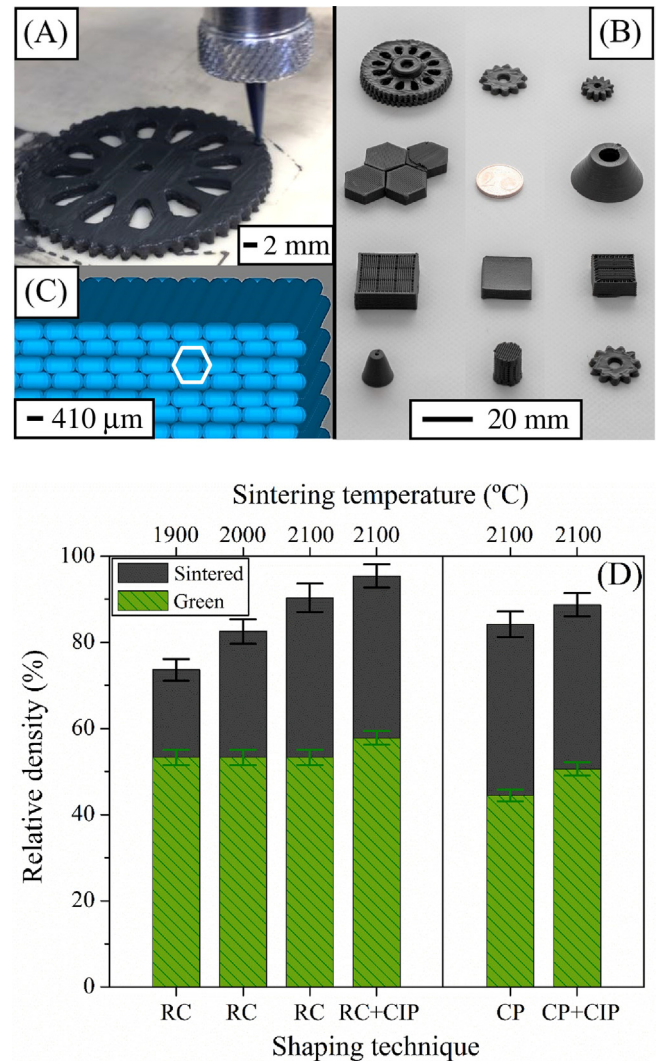 (A)
2 mm
(B)
20 mm
(C)
410 µm
Sintering temperature (ºC)
1900 2000 2100 2100 2100 2100
(D)
Sintered
Green
Relative density (%)
100
80
60
40
20
0
RC RC RC RC+CIP CP CP+CIP
Shaping technique